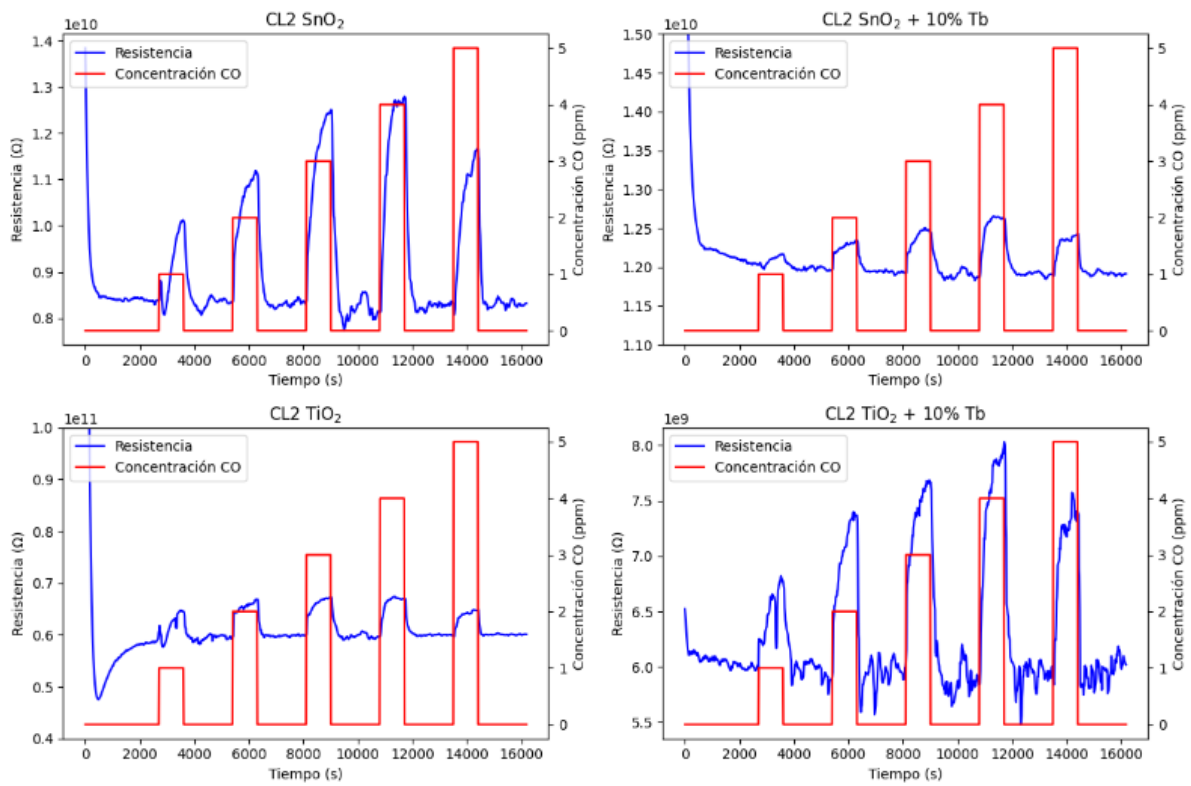 CL2 SnO₂
1e10
Resistencia
Concentración CO
Resistencia (Ω)
1.4
1.3
1.2
1.1
1.0
0.9
0.8
Concentración CO (ppm)
5
4
3
2
1
0
0 2000 4000 6000 8000 10000 12000 14000 16000
Tiempo (s)
CL2 SnO₂ + 10% Tb
1e10
Resistencia
Concentración CO
Resistencia (Ω)
1.50
1.45
1.40
1.35
1.30
1.25
1.20
1.15
1.10
Concentración CO (ppm)
5
4
3
2
1
0
0 2000 4000 6000 8000 10000 12000 14000 16000
Tiempo (s)
CL2 TiO₂
1e11
Resistencia
Concentración CO
Resistencia (Ω)
1.0
0.9
0.8
0.7
0.6
0.5
0.4
Concentración CO (ppm)
5
4
3
2
1
0
0 2000 4000 6000 8000 10000 12000 14000 16000
Tiempo (s)
CL2 TiO₂ + 10% Tb
1e9
Resistencia
Concentración CO
Resistencia (Ω)
8.0
7.5
7.0
6.5
6.0
5.5
Concentración CO (ppm)
5
4
3
2
1
0
0 2000 4000 6000 8000 10000 12000 14000 16000
Tiempo (s)